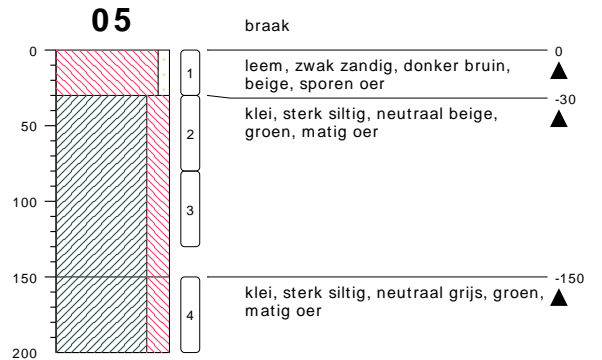 05
braak
0
0
leem, zwak zandig, donker bruin,
beige, sporen oer
1
-30
klei, sterk siltig, neutraal beige,
groen, matig oer
50
2
100
3
150
-150
klei, sterk siltig, neutraal grijs, groen,
matig oer
4
200